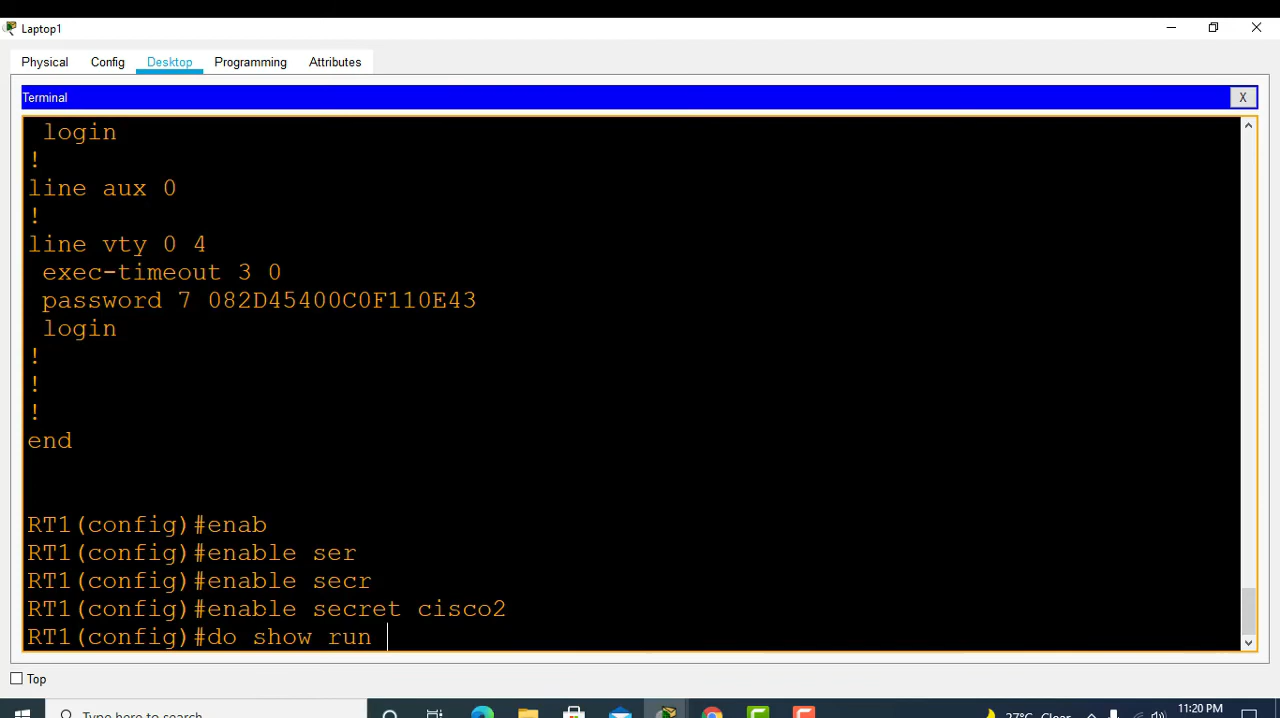 Laptop1
Physical Config Desktop Programming Attributes
Terminal X
login
!
line aux 0
!
line vty 0 4
exec-timeout 3 0
password 7 082D45400C0F110E43
login
!
!
!
end
RT1(config)#enab
RT1(config)#enable ser
RT1(config)#enable secr
RT1(config)#enable secret cisco2
RT1(config)#do show run
Top
Type here to search
27°C Clear
11:20 PM